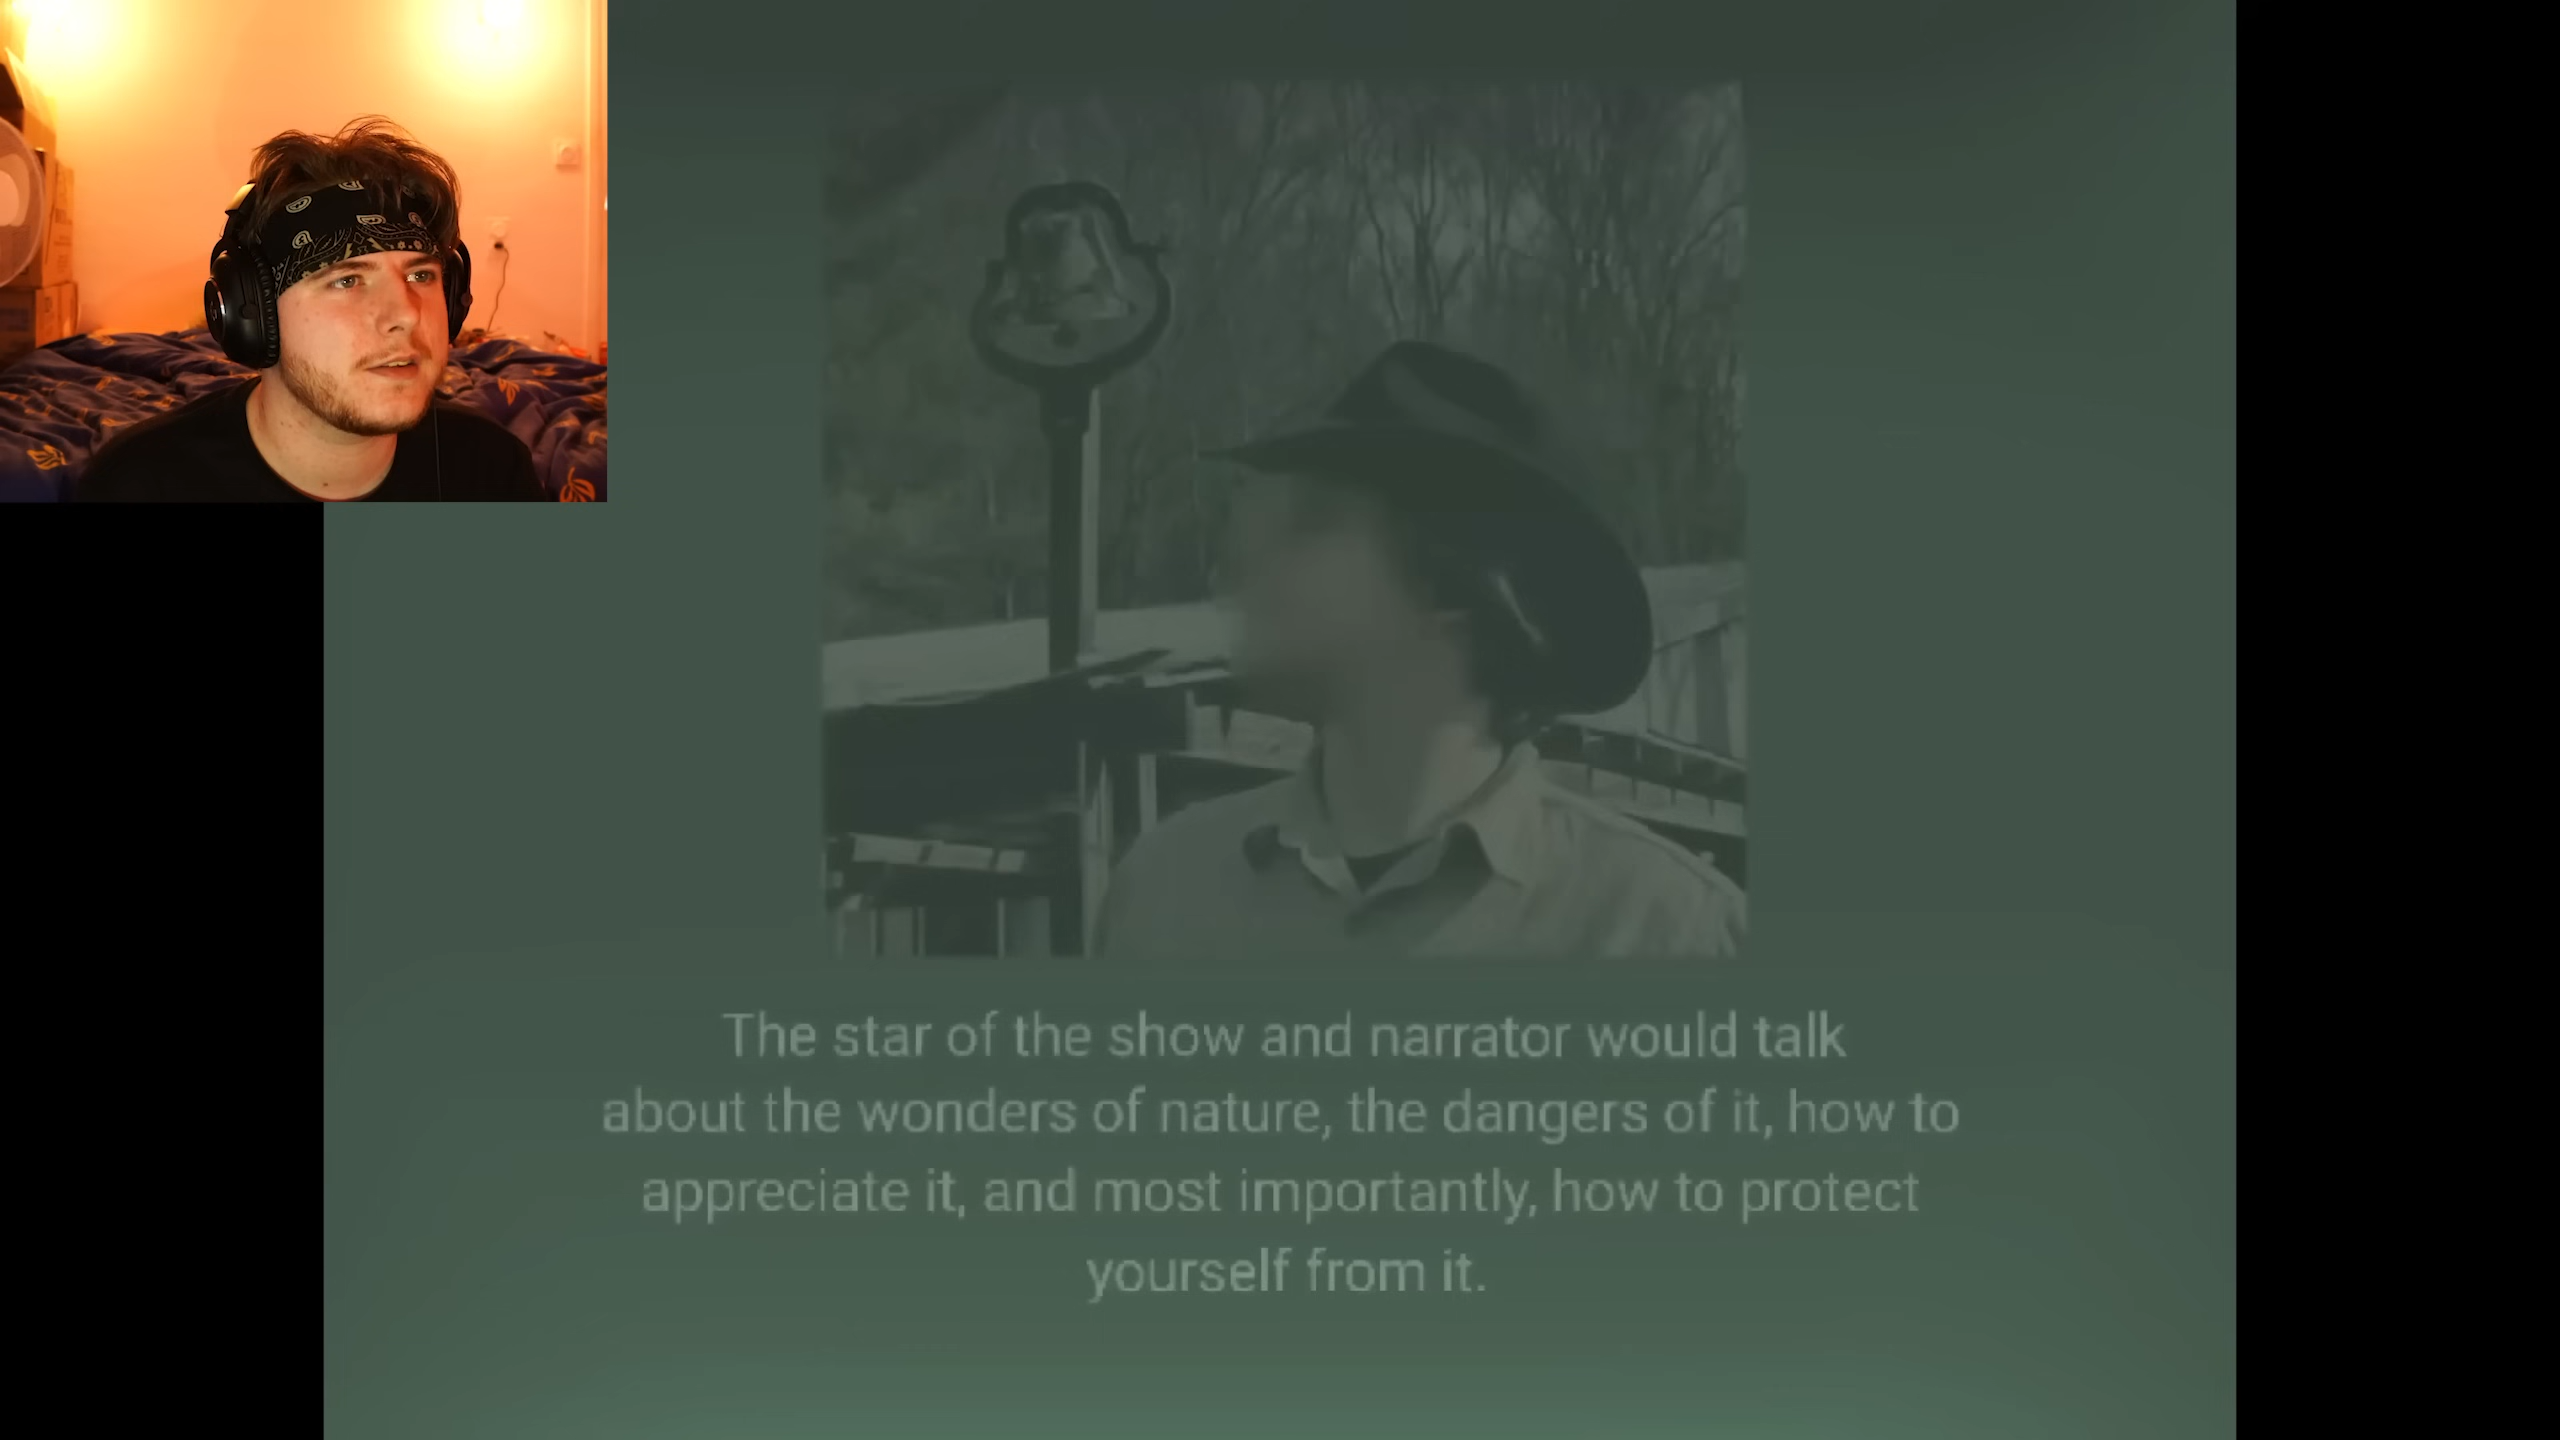 The star of the show and narrator would talk
about the wonders of nature, the dangers of it, how to
appreciate it, and most importantly, how to protect
yourself from it.